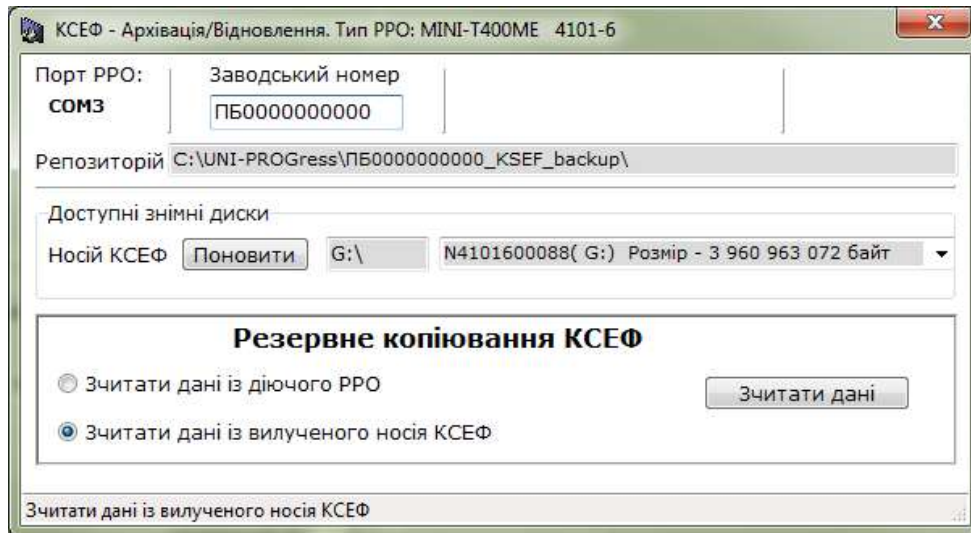 КСЕФ - Архівація/Відновлення. Тип РРО: MINI-T400ME 4101-6
Порт РРО:
Заводський номер
COM3
ПБ0000000000
Репозиторій C:\UNI-PROGress\ПБ0000000000_KSEF_backup\
Доступні знімні диски
Носій КСЕФ Поновити G:\ N4101600088( G:) Розмір - 3 960 963 072 байт
Резервне копіювання КСЕФ
Зчитати дані із діючого РРО
Зчитати дані
Зчитати дані із вилученого носія КСЕФ
Зчитати дані із вилученого носія КСЕФ